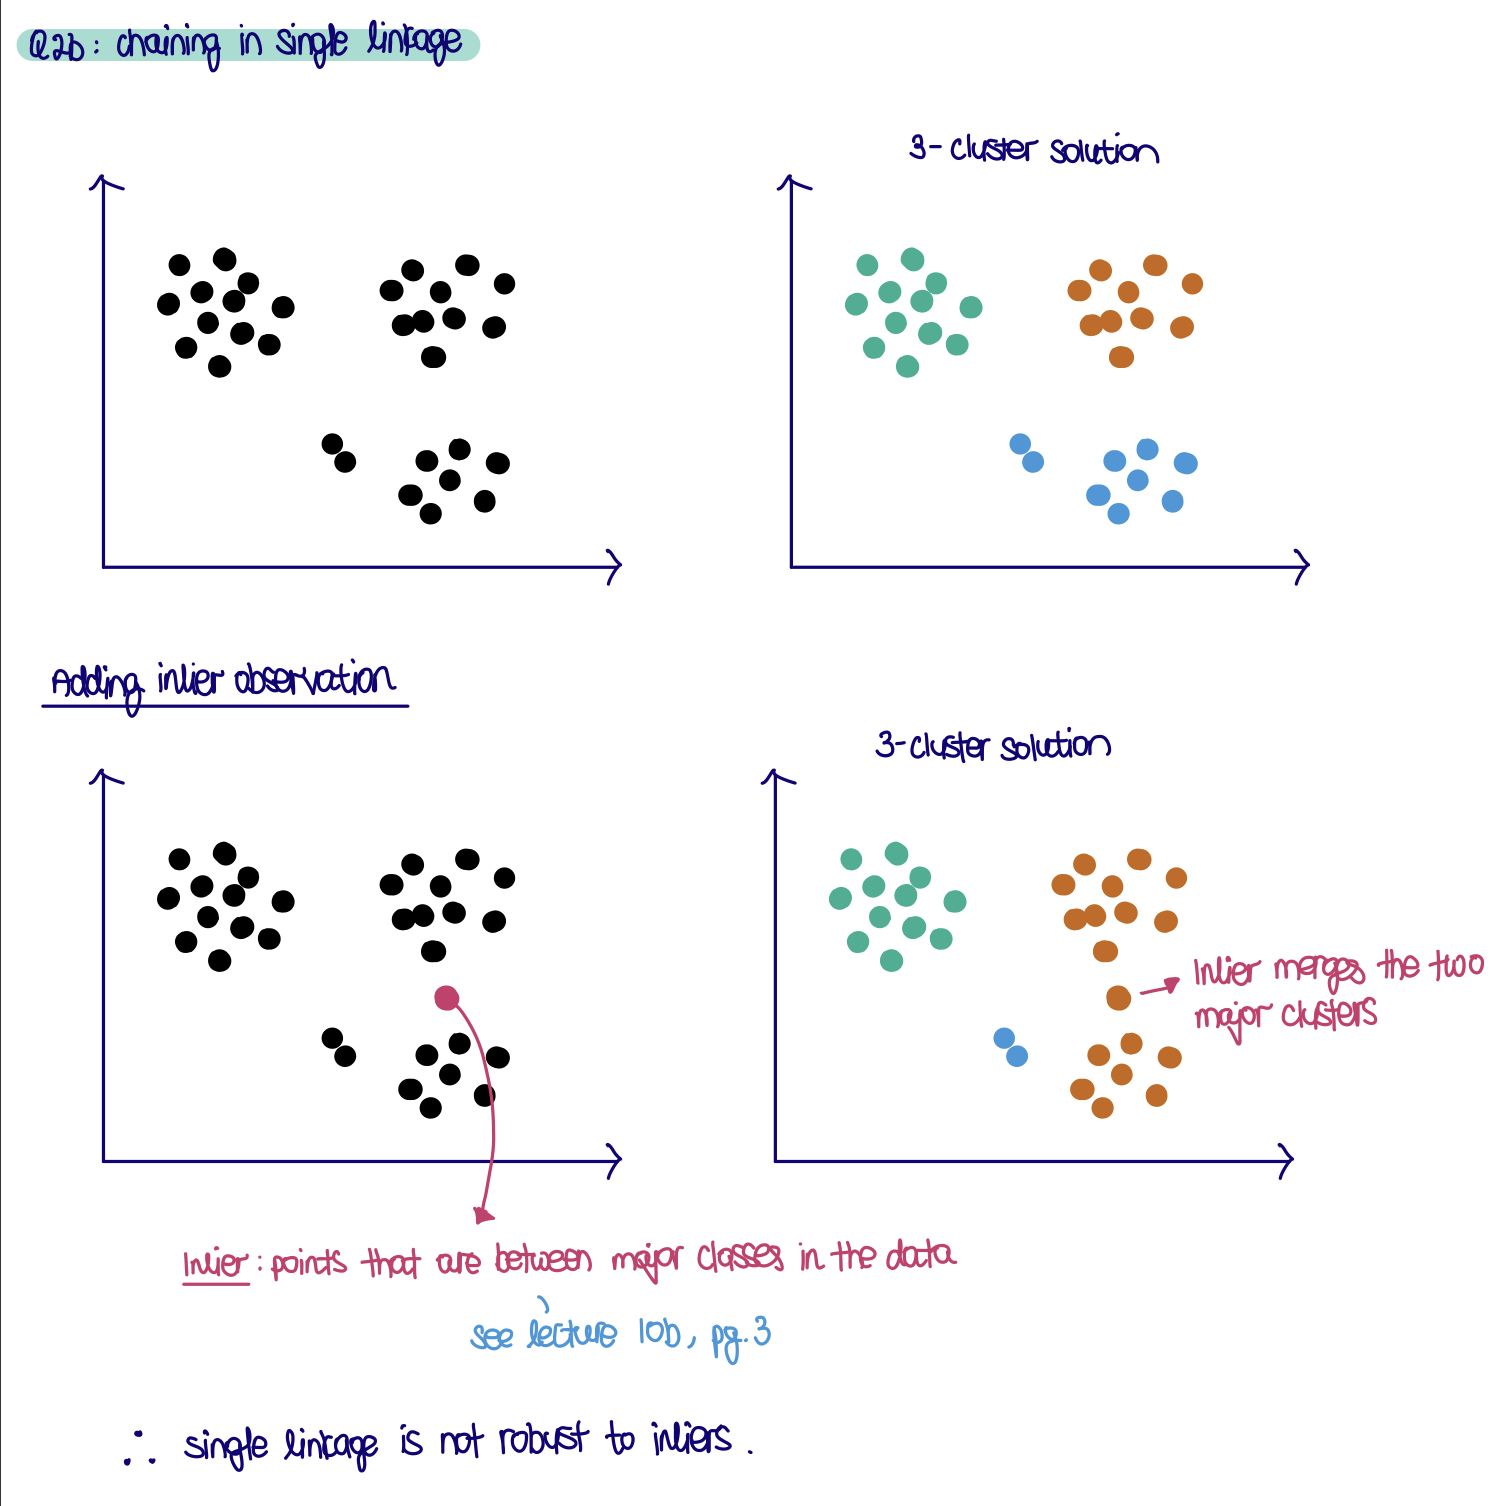 Q2b: chaining in single linkage
3-cluster solution
Adding inlier observation
3-cluster solution
Inlier merges the two
major clusters
Inlier: points that are between major classes in the data
see lecture 10b, pg.3
∴ single linkage is not robust to inliers.